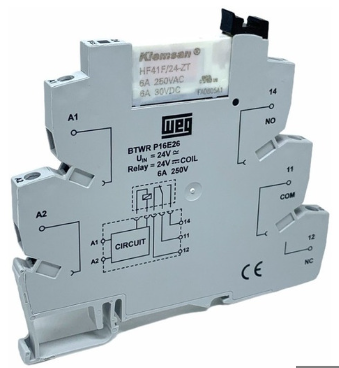 Klemsan®
HF41F/24-ZT
6A 250VAC
6A 30VDC
A1
14
NO
WEG
BTWR P16E26
UIN = 24V ≂
Relay = 24V ⎓ COIL
6A 250V
A2
11
COM
14
A1
CIRCUIT
11
A2
12
12
NC
CE